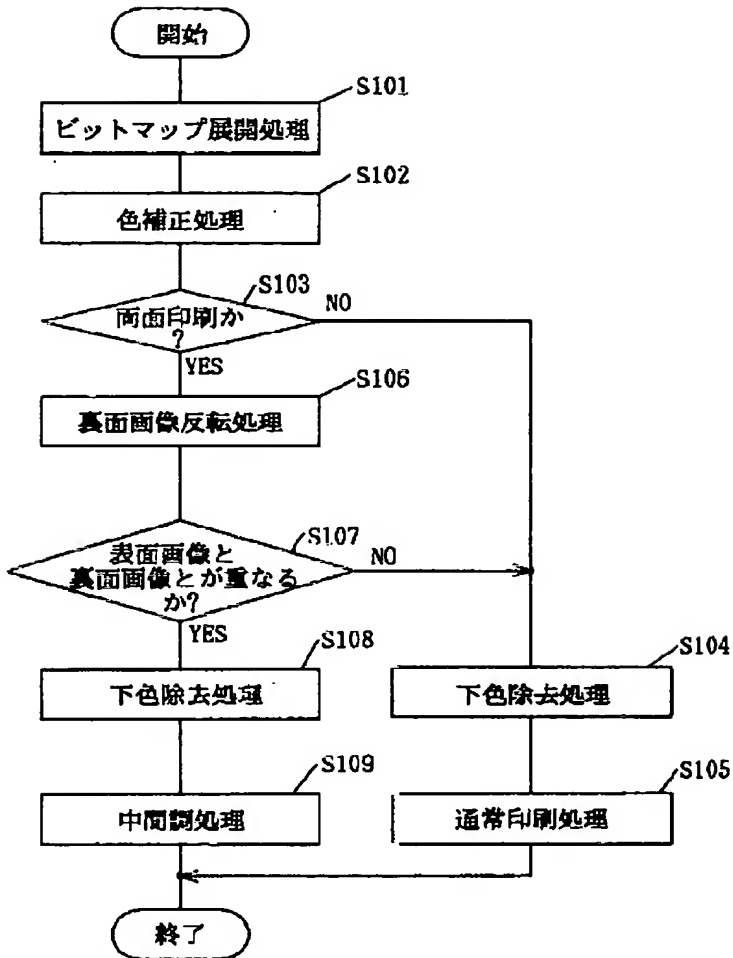 開始
S101
ビットマップ展開処理
S102
色補正処理
S103
両面印刷か
?
NO
YES
S106
裏面画像反転処理
S107
表面画像と
裏面画像とが重なる
か?
NO
YES
S108
下色除去処理
S104
下色除去処理
S109
中間調処理
S105
通常印刷処理
終了